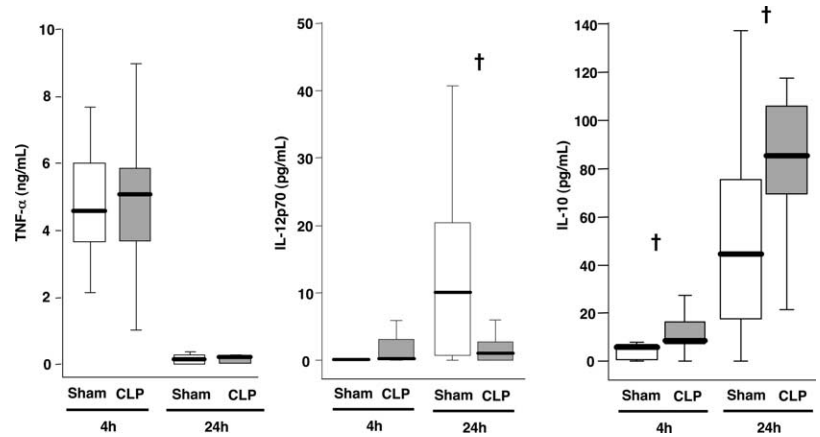 TNF-α (ng/mL)
10
8
6
4
2
0
Sham CLP Sham CLP
4h 24h
IL-12p70 (pg/mL)
50
40
30
20
10
0
†
Sham CLP Sham CLP
4h 24h
IL-10 (pg/mL)
140
120
100
80
60
40
20
0
†
†
Sham CLP Sham CLP
4h 24h